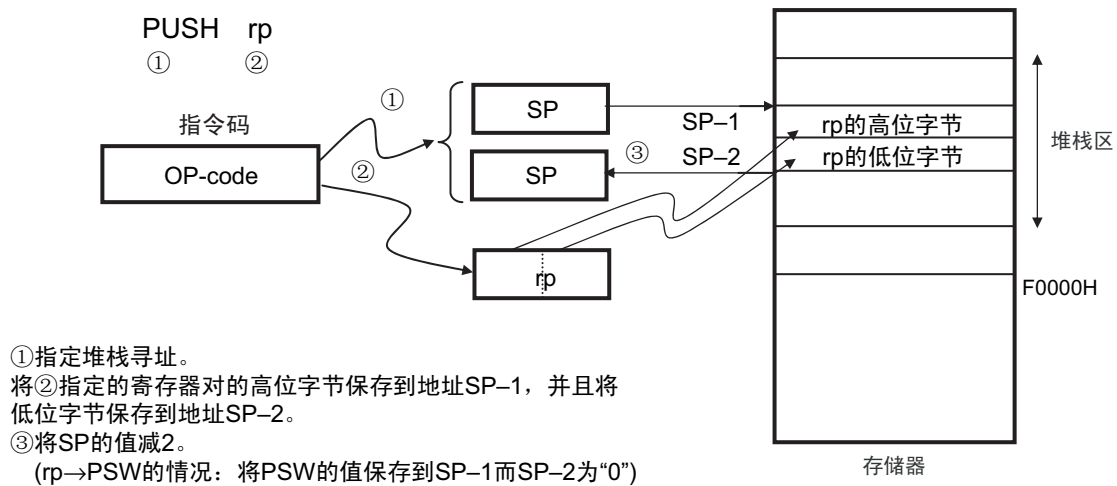 PUSH rp
① ②
指令码
OP-code
①
②
SP
SP
③
rp
SP–1
SP–2
rp的高位字节
rp的低位字节
堆栈区
F0000H
存储器
①指定堆栈寻址。
将②指定的寄存器对的高位字节保存到地址SP–1，并且将
低位字节保存到地址SP–2。
③将SP的值减2。
(rp→PSW的情况：将PSW的值保存到SP–1而SP–2为“0”)